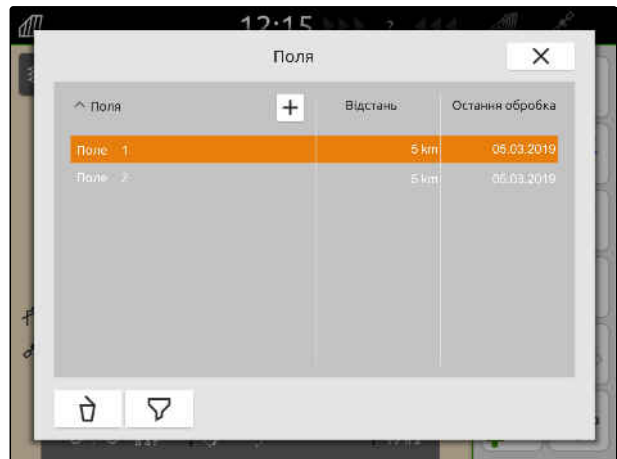 12:15
Поля
^ Поля + Відстань Остання обробка
Поле 1 5 km 05.03.2019
Поле 2 5 km 05.03.2019